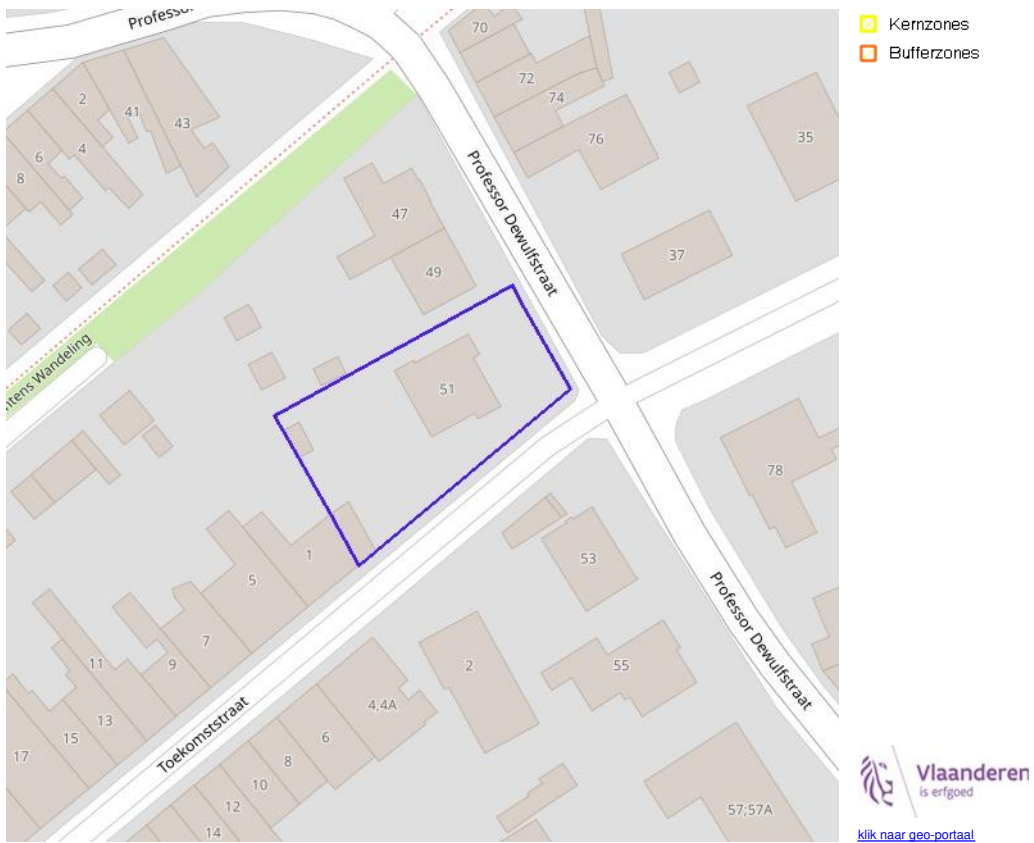 Profess
Kernzones
Bufferzones
70
2
41
43
72
74
76
35
6
4
8
Professor Dewulfstraat
47
49
37
ntens Wandeling
51
78
1
53
5
7
Professor Dewulfstraat
11
9
2
55
13
4,4A
15
Toekomststraat
6
17
8
10
12
14
57;57A
Vlaanderen
is erfgoed
klik naar geo-portaal